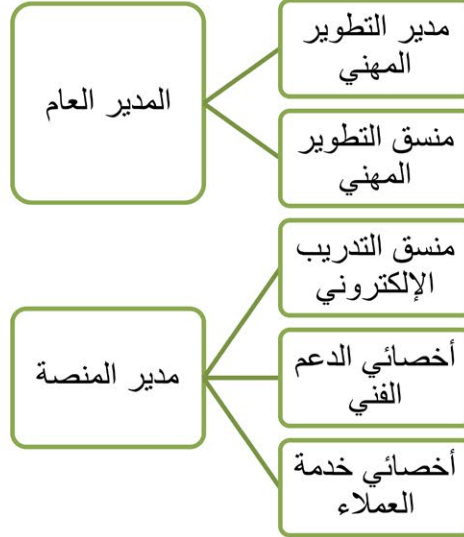 المدير العام
مدير التطوير
المهني
منسق التطوير
المهني
مدير المنصة
منسق التدريب
الإلكتروني
أخصائي الدعم
الفني
أخصائي خدمة
العملاء